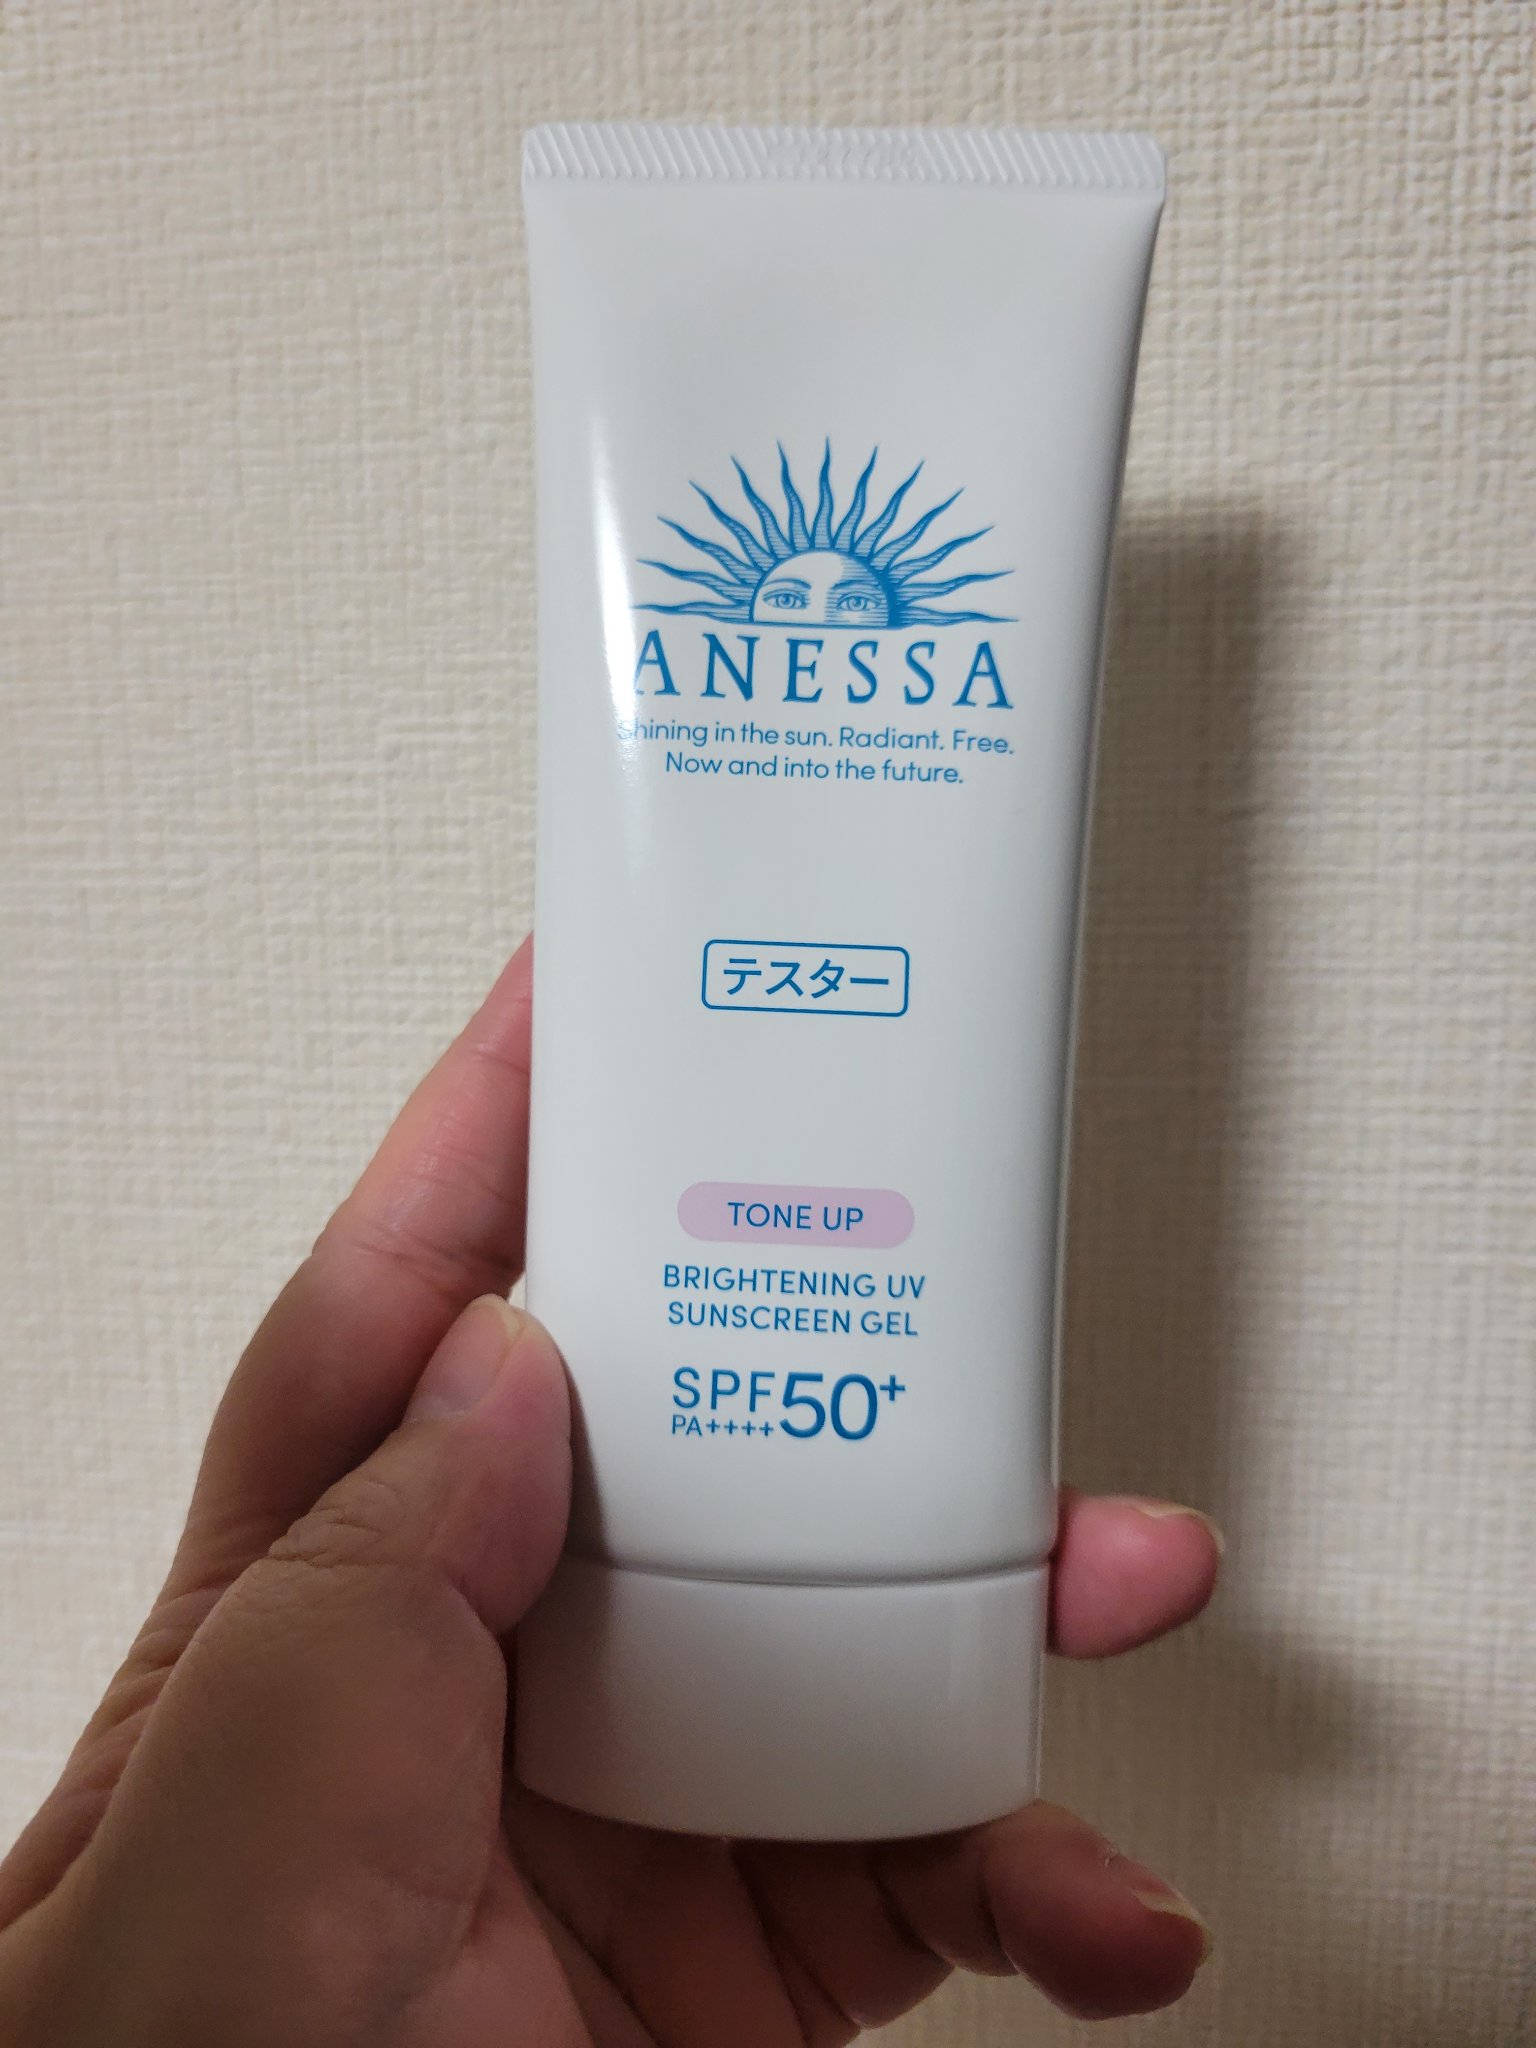 ANESSA
Shining in the sun. Radiant. Free.
Now and into the future.
テスター
TONE UP
BRIGHTENING UV
SUNSCREEN GEL
SPF50+
PA++++